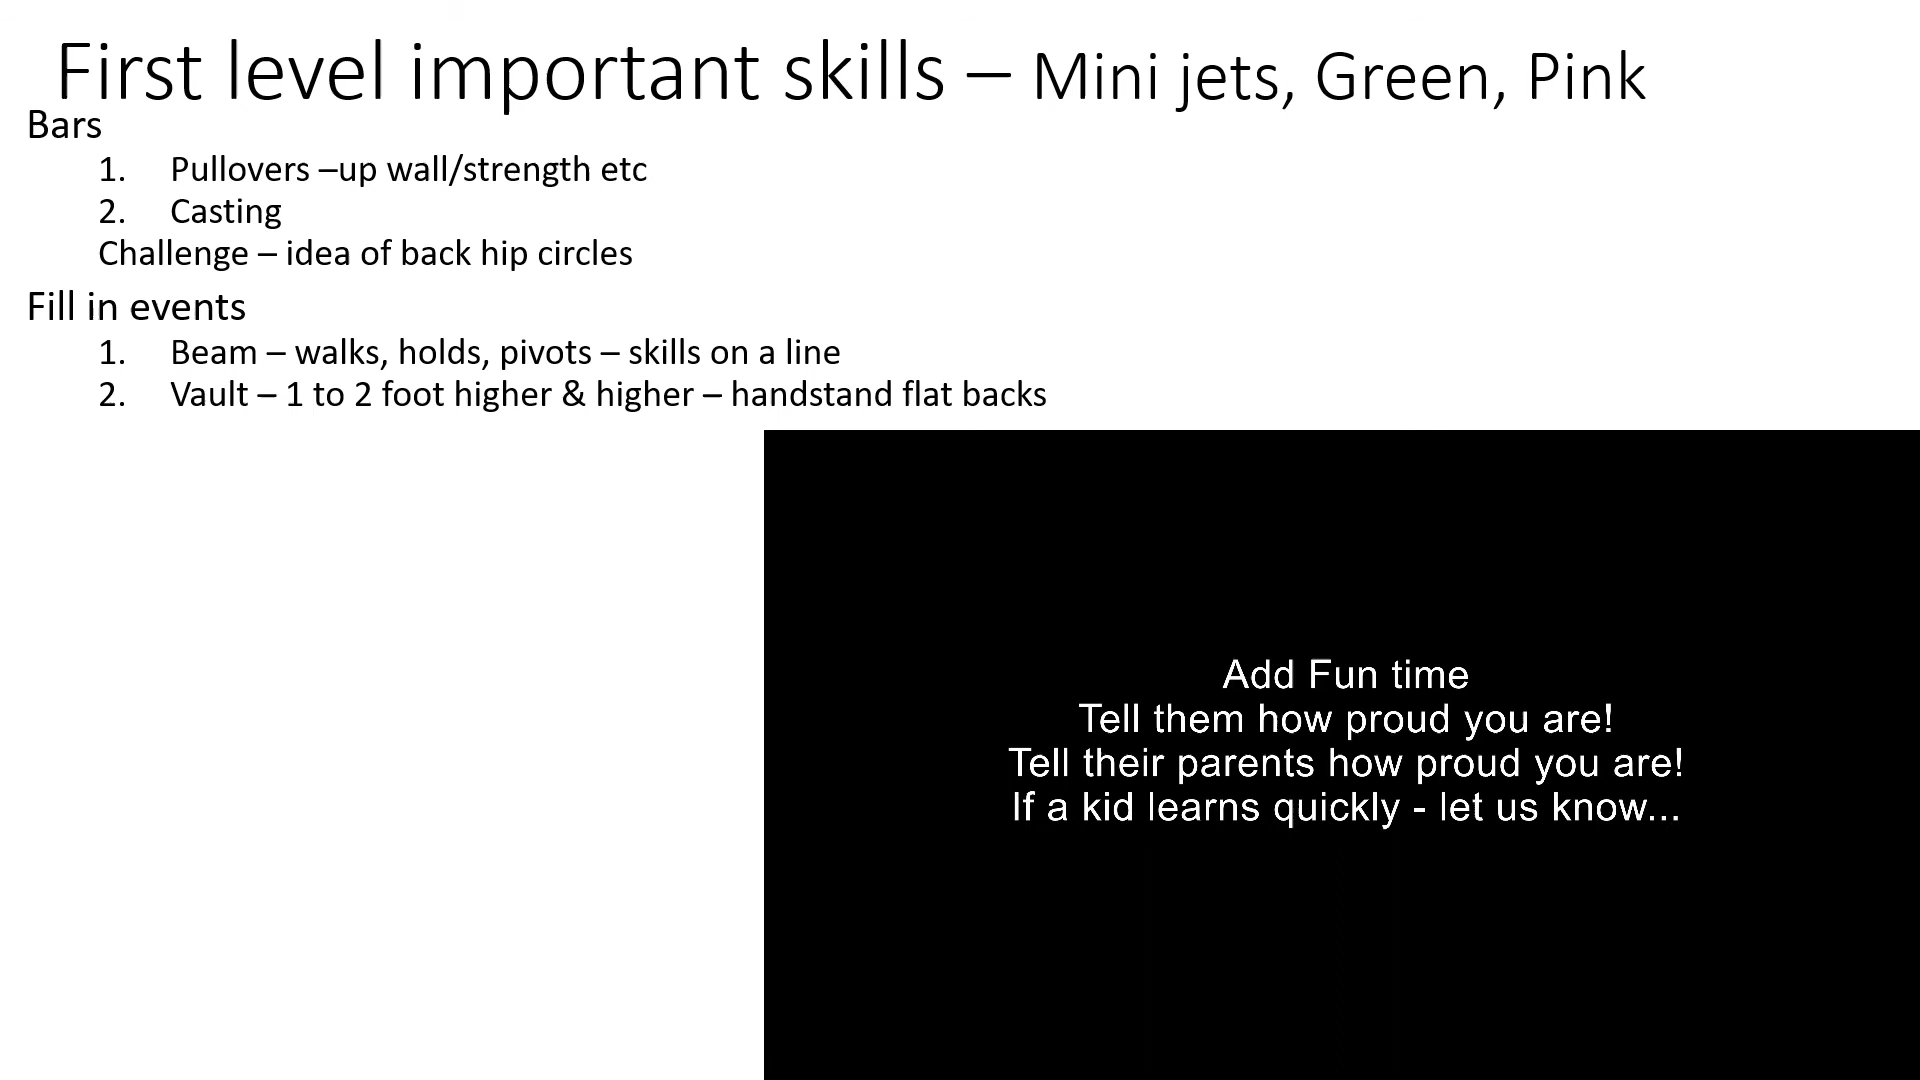 First level important skills – Mini jets, Green, Pink
Bars
1. Pullovers –up wall/strength etc
2. Casting
Challenge – idea of back hip circles
Fill in events
1. Beam – walks, holds, pivots – skills on a line
2. Vault – 1 to 2 foot higher & higher – handstand flat backs
Add Fun time
Tell them how proud you are!
Tell their parents how proud you are!
If a kid learns quickly - let us know...